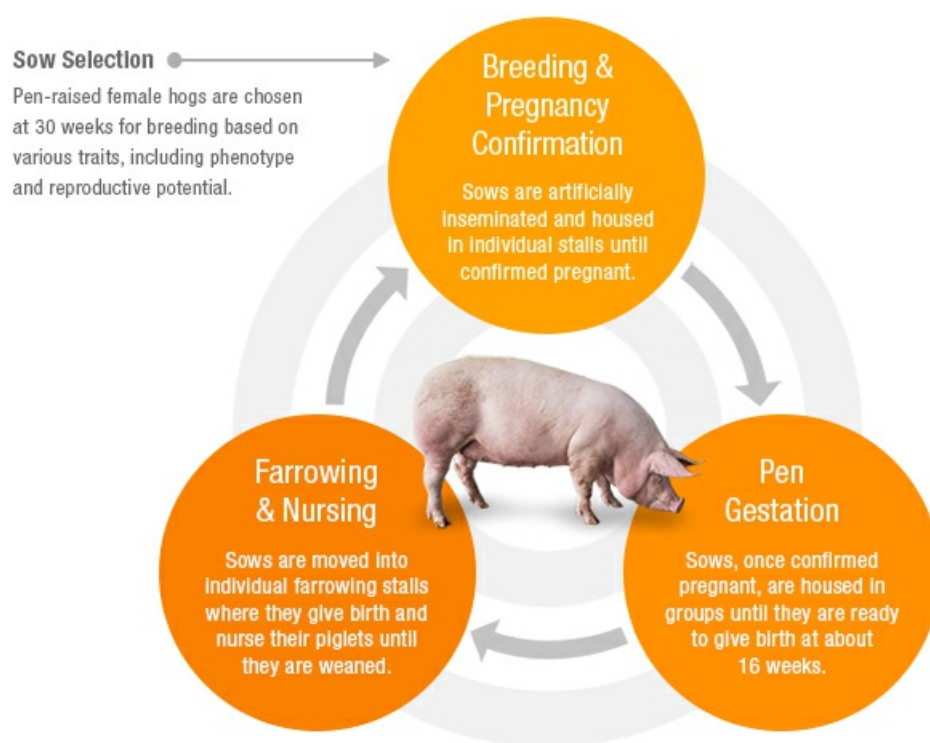 Sow Selection
Pen-raised female hogs are chosen
at 30 weeks for breeding based on
various traits, including phenotype
and reproductive potential.
Breeding &
Pregnancy
Confirmation
Sows are artificially
inseminated and housed
in individual stalls until
confirmed pregnant.
Pen
Gestation
Sows, once confirmed
pregnant, are housed in
groups until they are ready
to give birth at about
16 weeks.
Farrowing
& Nursing
Sows are moved into
individual farrowing stalls
where they give birth and
nurse their piglets until
they are weaned.